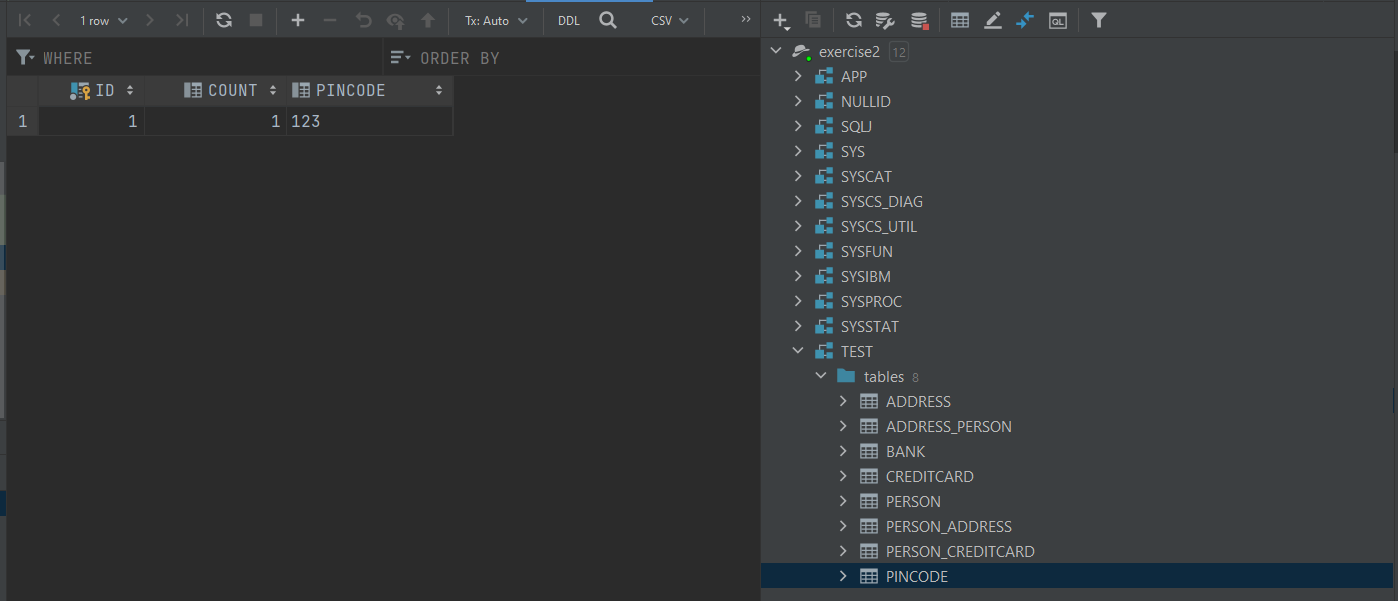 1 row Tx: Auto DDL CSV »
WHERE ORDER BY
ID COUNT PINCODE
1 1 1 123
exercise2 12
APP
NULLID
SQLJ
SYS
SYSCAT
SYSCS_DIAG
SYSCS_UTIL
SYSFUN
SYSIBM
SYSPROC
SYSSTAT
TEST
tables 8
ADDRESS
ADDRESS_PERSON
BANK
CREDITCARD
PERSON
PERSON_ADDRESS
PERSON_CREDITCARD
PINCODE
QL